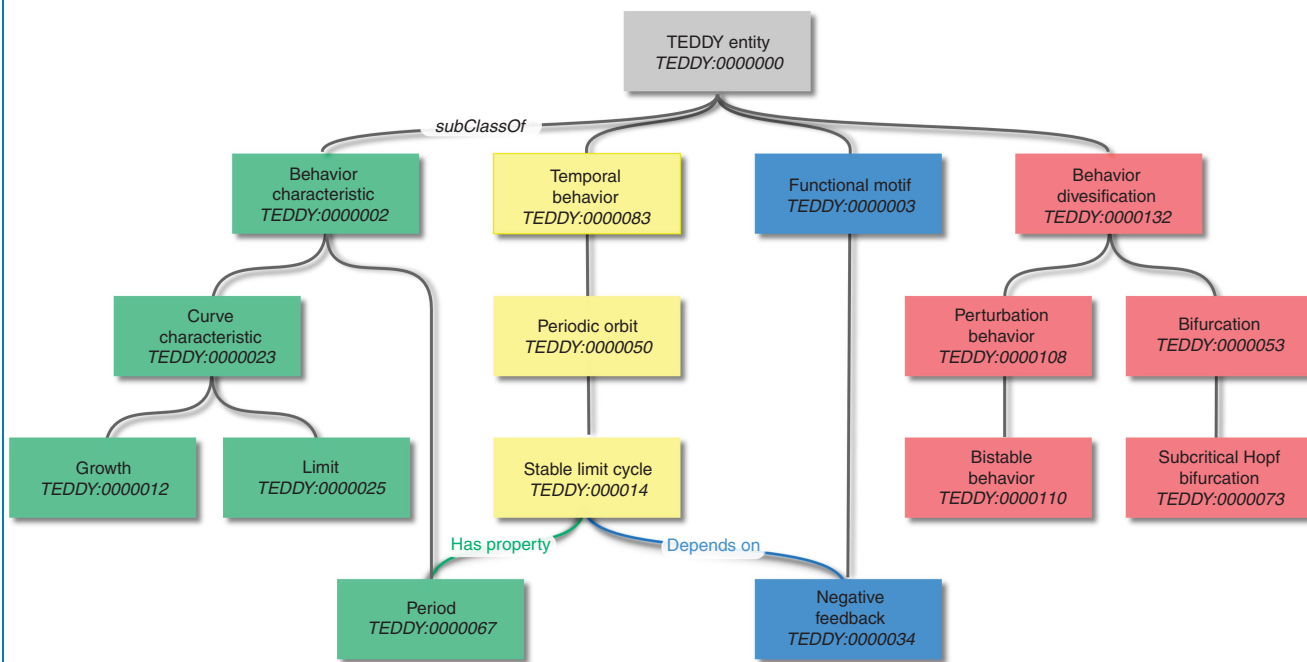 TEDDY entity
TEDDY:0000000
subClassOf
Behavior
characteristic
TEDDY:0000002
Temporal
behavior
TEDDY:0000083
Functional motif
TEDDY:0000003
Behavior
divesification
TEDDY:0000132
Curve
characteristic
TEDDY:0000023
Periodic orbit
TEDDY:0000050
Perturbation
behavior
TEDDY:0000108
Bifurcation
TEDDY:0000053
Growth
TEDDY:0000012
Limit
TEDDY:0000025
Stable limit cycle
TEDDY:000014
Bistable
behavior
TEDDY:0000110
Subcritical Hopf
bifurcation
TEDDY:0000073
Has property
Depends on
Period
TEDDY:0000067
Negative
feedback
TEDDY:0000034